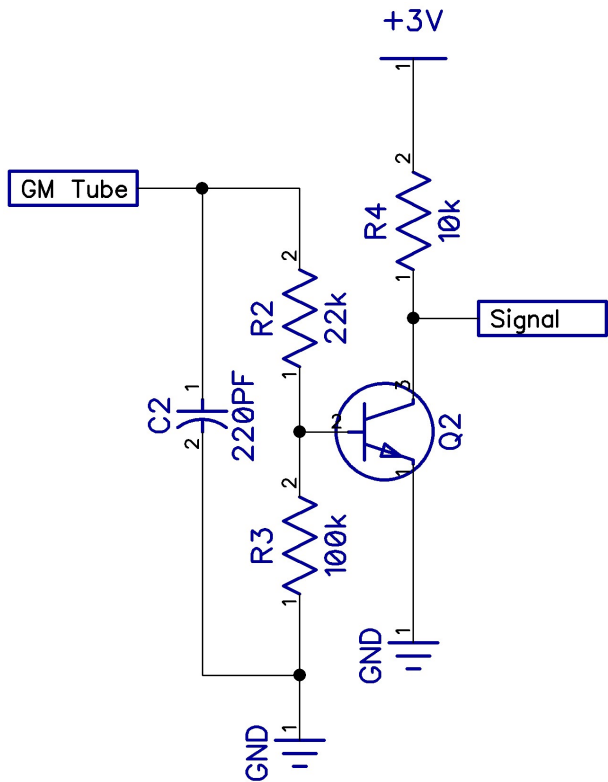 +3V
1
2
R4
10k
1
GM Tube
Signal
2
R2
22k
1
3
2
Q2
1
1
C2
220PF
2
2
R3
100k
1
1
GND
1
GND